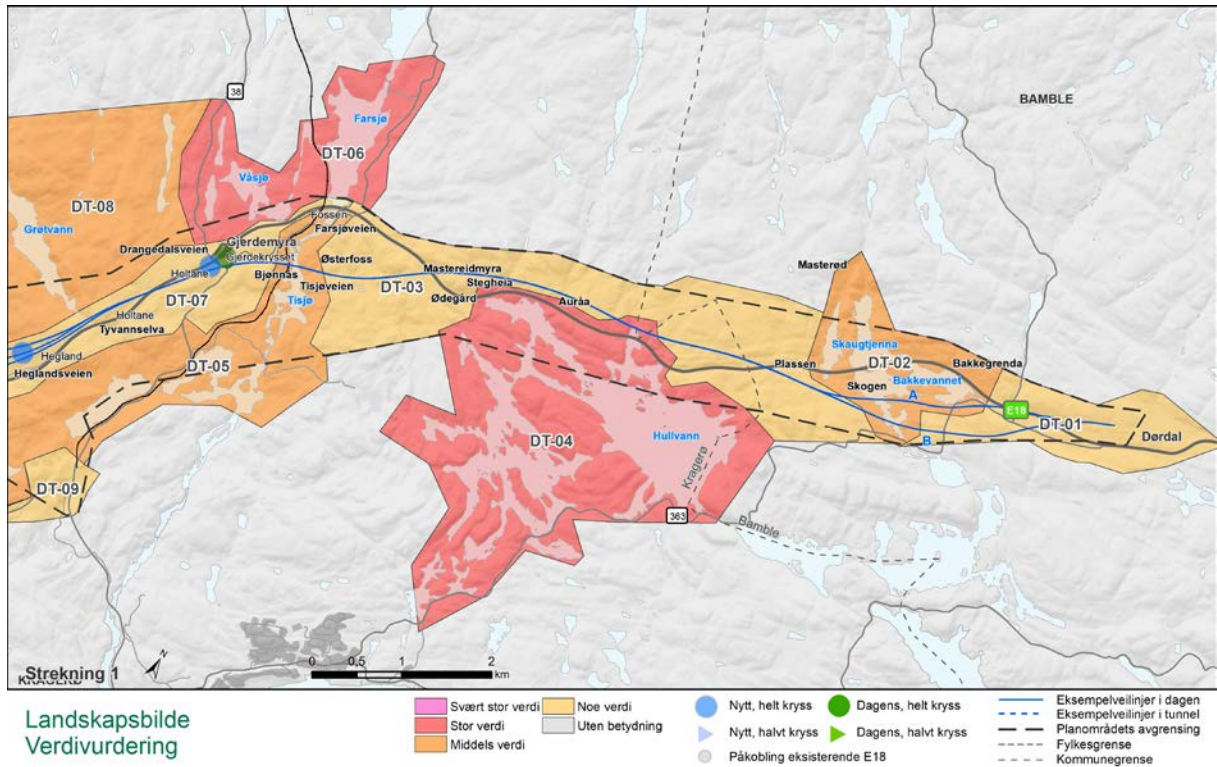 38
BAMBLE
Farsjø
DT-06
Våsjø
DT-08
Grøtvann
Fossen
Drangedalsveien
Gjerdemyra
Farsjøveien
Gjerdekrysset
Østerfoss
Masterød
Holtane
Bjønnås
Mastereidmyra
Tisjøveien
DT-03
Stegheia
DT-07
Tisjø
Ødegård
Auråa
Holtane
Tyvannselva
Skaugtjenna
Hegland
DT-02
Bakkegrenda
Heglandsveien
DT-05
Plassen
Skogen
Bakkevannet
A
E18
DT-01
B
Dørdal
DT-04
Hullvann
Kragerø
DT-09
363
Bamble
N
Strekning 1
0 0,5 1 2
km
Landskapsbilde
Verdivurdering
Svært stor verdi
Stor verdi
Middels verdi
Noe verdi
Uten betydning
Nytt, helt kryss
Nytt, halvt kryss
Påkobling eksisterende E18
Dagens, helt kryss
Dagens, halvt kryss
Eksempelveilinjer i dagen
Eksempelveilinjer i tunnel
Planområdets avgrensing
Fylkesgrense
Kommunegrense